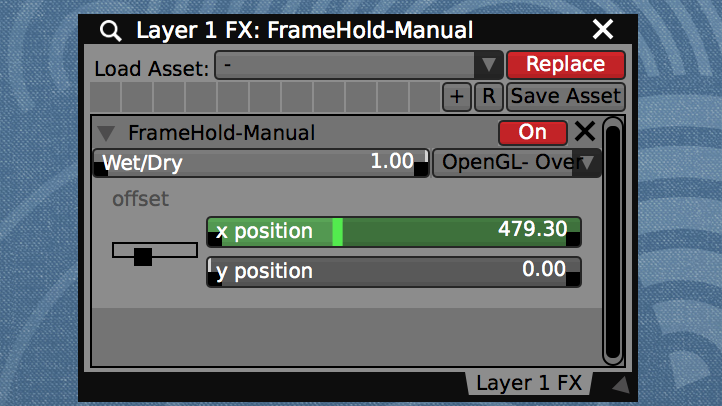 Layer 1 FX: FrameHold-Manual
Load Asset: - Replace
+ R Save Asset
FrameHold-Manual On
Wet/Dry 1.00 OpenGL- Over
offset
x position 479.30
y position 0.00
Layer 1 FX